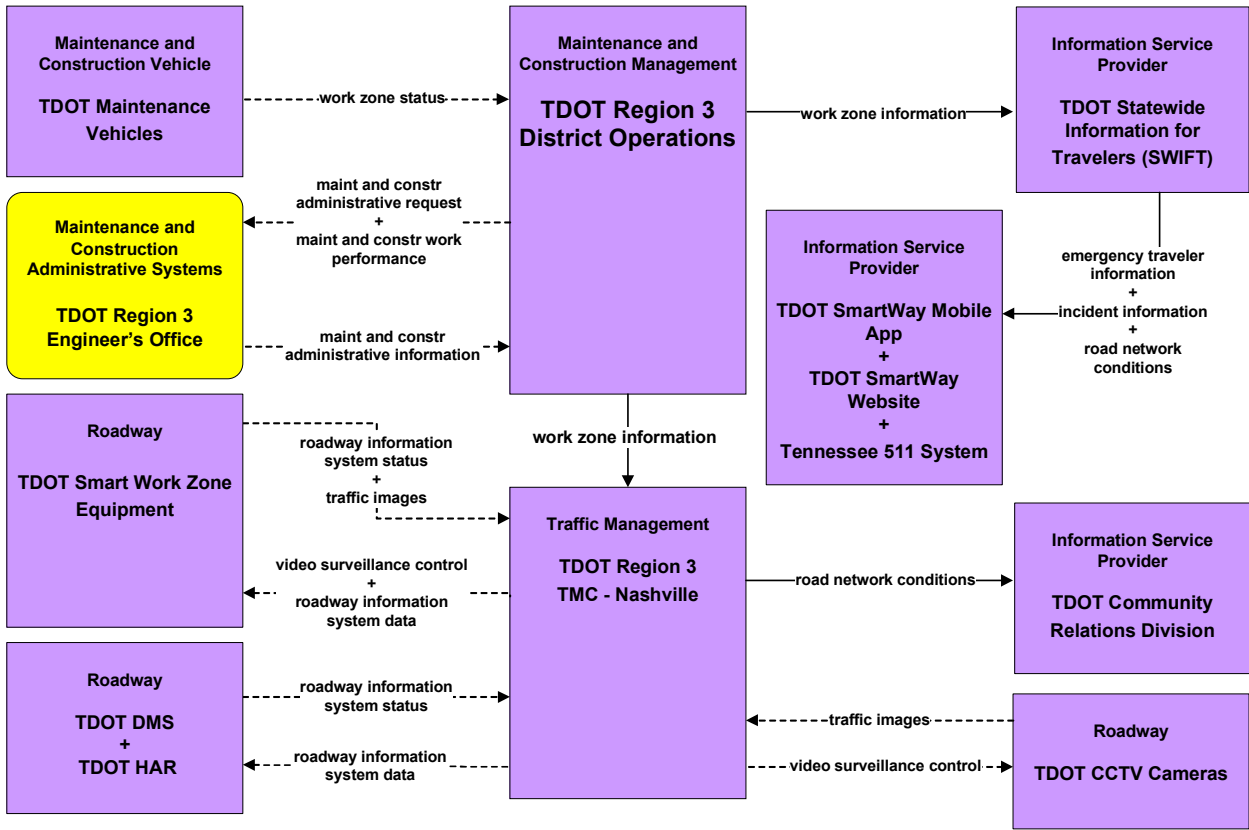 Maintenance and
Construction Vehicle
TDOT Maintenance
Vehicles
work zone status
Maintenance and
Construction Management
TDOT Region 3
District Operations
work zone information
Information Service
Provider
TDOT Statewide
Information for
Travelers (SWIFT)
maint and constr
administrative request
+
maint and constr work
performance
Maintenance and
Construction
Administrative Systems
TDOT Region 3
Engineer's Office
maint and constr
administrative information
Information Service
Provider
TDOT SmartWay Mobile
App
+
TDOT SmartWay
Website
+
Tennessee 511 System
emergency traveler
information
+
incident information
+
road network
conditions
Roadway
TDOT Smart Work Zone
Equipment
roadway information
system status
+
traffic images
work zone information
video surveillance control
+
roadway information
system data
Traffic Management
TDOT Region 3
TMC - Nashville
road network conditions
Information Service
Provider
TDOT Community
Relations Division
Roadway
TDOT DMS
+
TDOT HAR
roadway information
system status
roadway information
system data
traffic images
video surveillance control
Roadway
TDOT CCTV Cameras